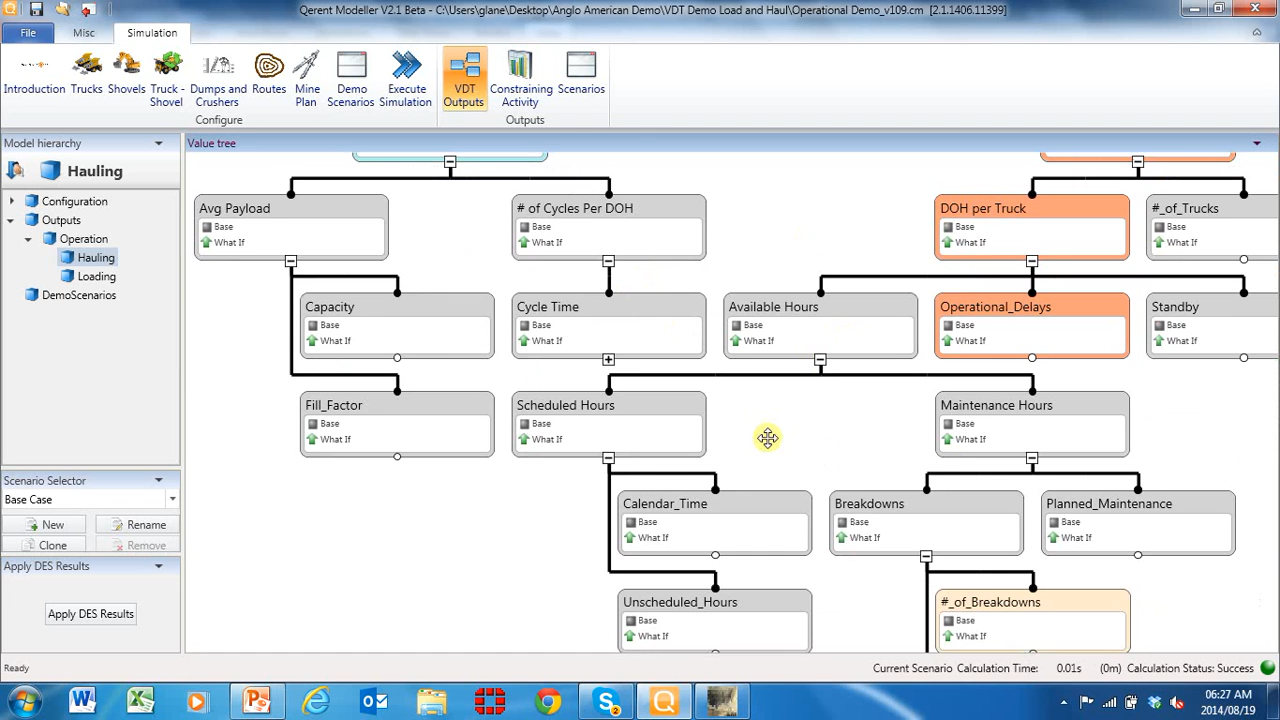 Qerent Modeller V2.1 Beta - C:\Users\glane\Desktop\Anglo American Demo\VDT Demo Load and Haul\Operational Demo_v109.cm [2.1.1406.11399]
File
Misc
Simulation
Introduction
Trucks
Shovels
Truck -
Shovel
Dumps and
Crushers
Routes
Mine
Plan
Demo
Scenarios
Execute
Simulation
VDT
Outputs
Constraining
Activity
Scenarios
Configure
Outputs
Model hierarchy
Hauling
Configuration
Outputs
Operation
Hauling
Loading
DemoScenarios
Scenario Selector
Base Case
New
Rename
Clone
Remove
Apply DES Results
Apply DES Results
Value tree
Avg Payload
Base
What If
# of Cycles Per DOH
Base
What If
DOH per Truck
Base
What If
#_of_Trucks
Base
What If
Capacity
Base
What If
Cycle Time
Base
What If
Available Hours
Base
What If
Operational_Delays
Base
What If
Standby
Base
What If
Fill_Factor
Base
What If
Scheduled Hours
Base
What If
Maintenance Hours
Base
What If
Calendar_Time
Base
What If
Breakdowns
Base
What If
Planned_Maintenance
Base
What If
Unscheduled_Hours
Base
What If
#_of_Breakdowns
Base
What If
Ready
Current Scenario Calculation Time: 0.01s (0m) Calculation Status: Success
06:27 AM
2014/08/19